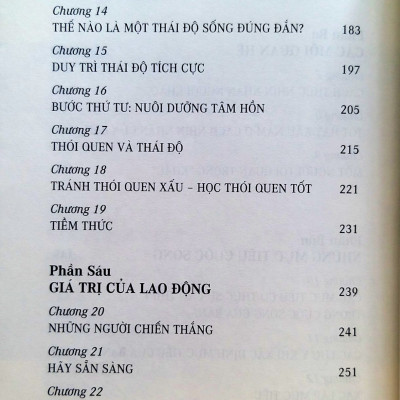 Chương 14
THẾ NÀO LÀ MỘT THÁI ĐỘ SỐNG ĐÚNG ĐẮN? 183
Chương 15
DUY TRÌ THÁI ĐỘ TÍCH CỰC 197
Chương 16
BƯỚC THỨ TƯ: NUÔI DƯỠNG TÂM HỒN 205
Chương 17
THÓI QUEN VÀ THÁI ĐỘ 215
Chương 18
TRÁNH THÓI QUEN XẤU – HỌC THÓI QUEN TỐT 221
Chương 19
TIỀM THỨC 231
Phần Sáu
GIÁ TRỊ CỦA LAO ĐỘNG 239
Chương 20
NHỮNG NGƯỜI CHIẾN THẮNG 241
Chương 21
HÃY SẴN SÀNG 251
Chương 22